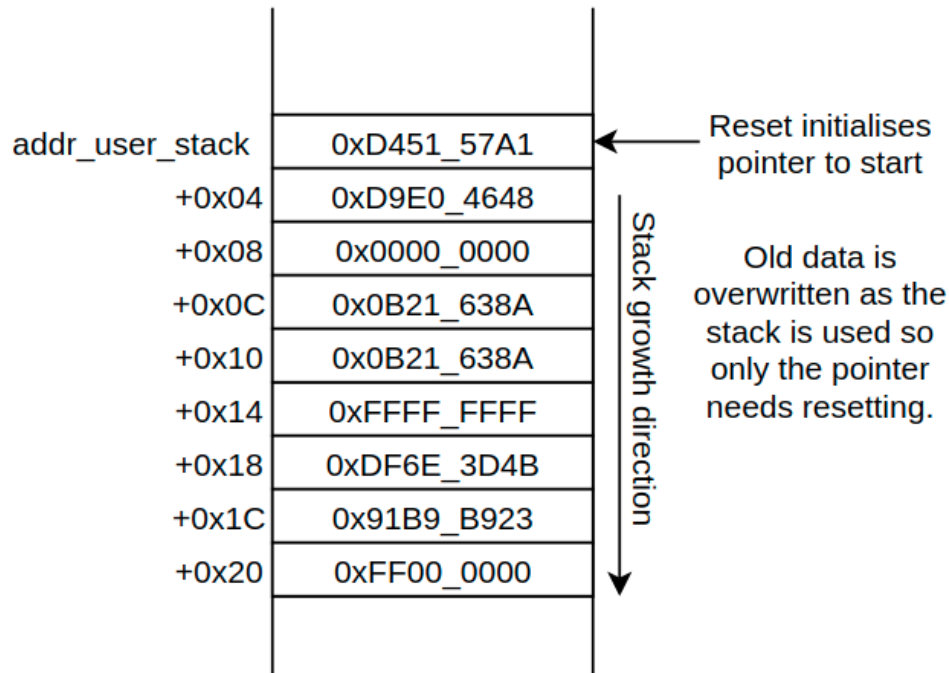 addr_user_stack 0xD451_57A1
+0x04 0xD9E0_4648
+0x08 0x0000_0000
+0x0C 0x0B21_638A
+0x10 0x0B21_638A
+0x14 0xFFFF_FFFF
+0x18 0xDF6E_3D4B
+0x1C 0x91B9_B923
+0x20 0xFF00_0000
Stack growth direction
Reset initialises
pointer to start
Old data is
overwritten as the
stack is used so
only the pointer
needs resetting.